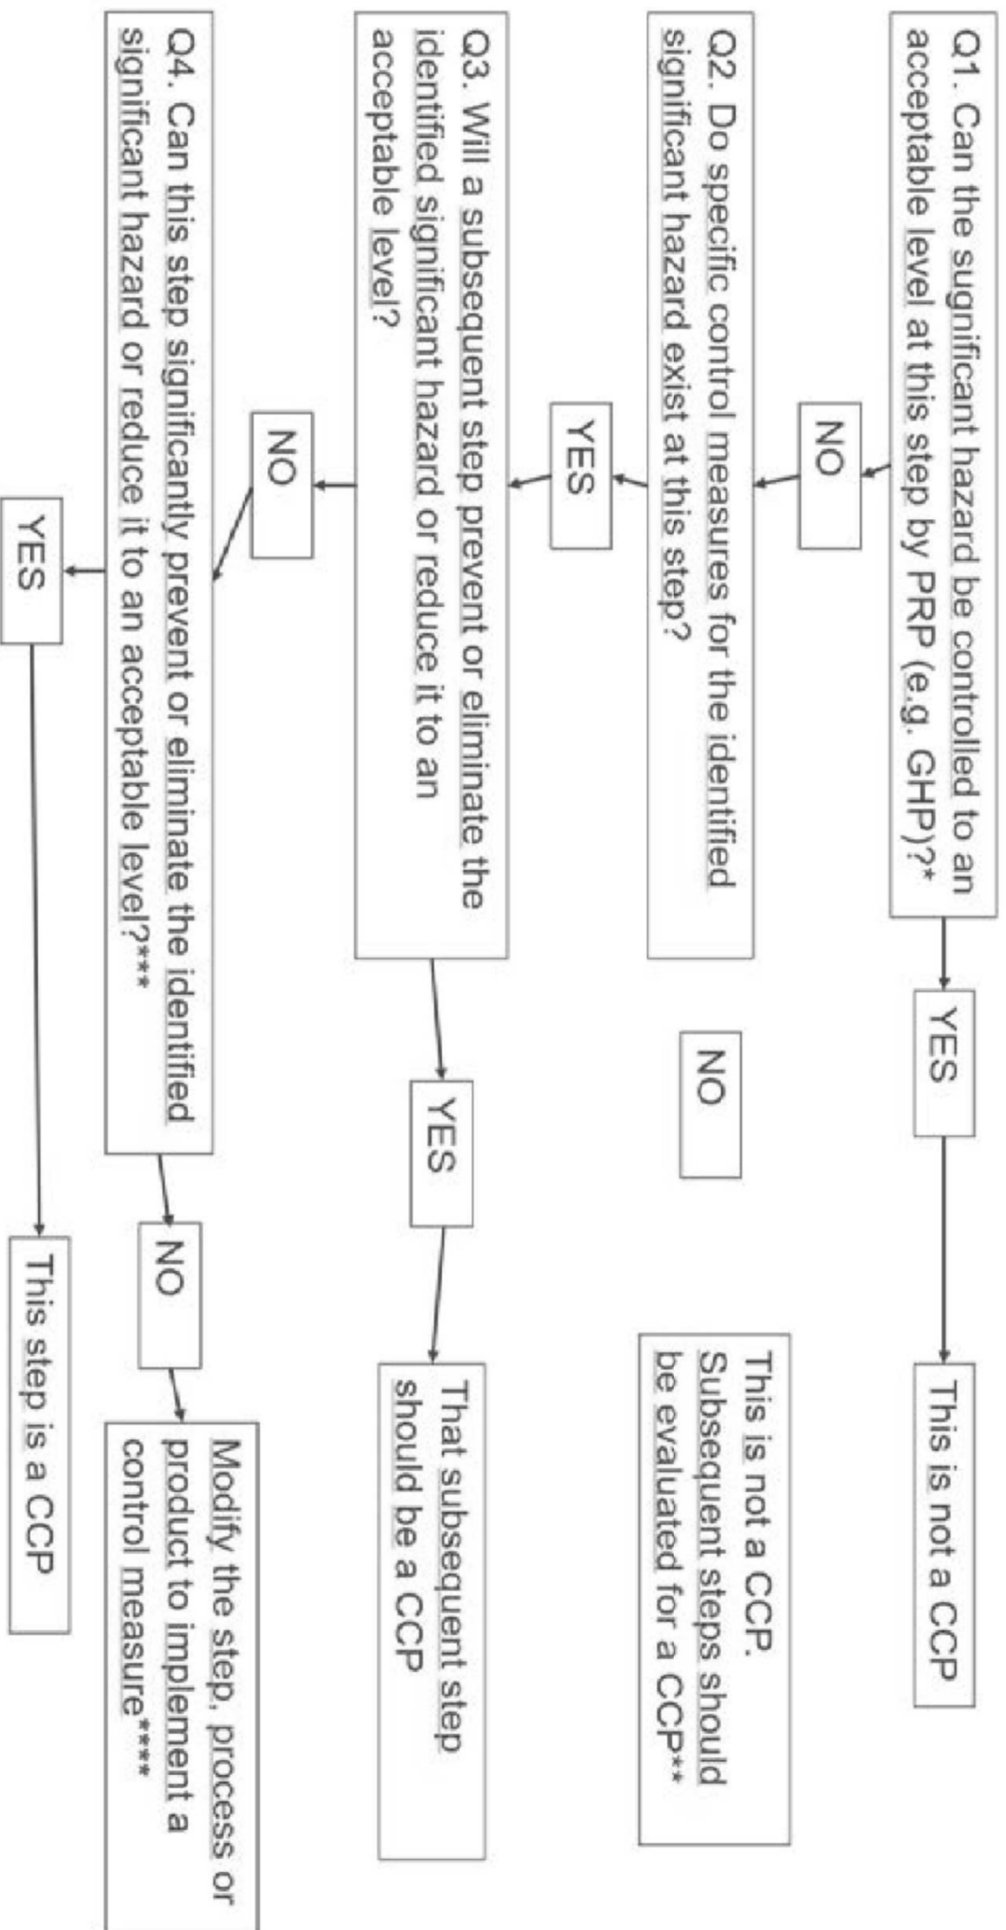 Q1. Can the sugnificant hazard be controlled to an
acceptable level at this step by PRP (e.g. GHP)?*
YES
This is not a CCP
NO
Q2. Do specific control measures for the identified
significant hazard exist at this step?
NO
This is not a CCP.
Subsequent steps should
be evaluated for a CCP**
YES
Q3. Will a subsequent step prevent or eliminate the
identified significant hazard or reduce it to an
acceptable level?
YES
That subsequent step
should be a CCP
NO
Q4. Can this step significantly prevent or eliminate the identified
significant hazard or reduce it to an acceptable level?***
NO
Modify the step, process or
product to implement a
control measure****
YES
This step is a CCP